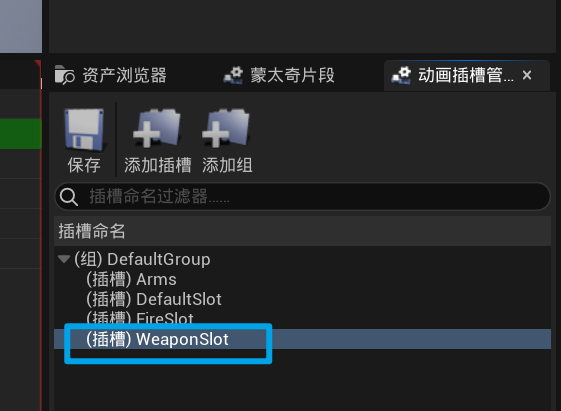 资产浏览器 蒙太奇片段 动画插槽管...
保存 添加插槽 添加组
插槽命名过滤器......
插槽命名
(组) DefaultGroup
(插槽) Arms
(插槽) DefaultSlot
(插槽) FireSlot
(插槽) WeaponSlot